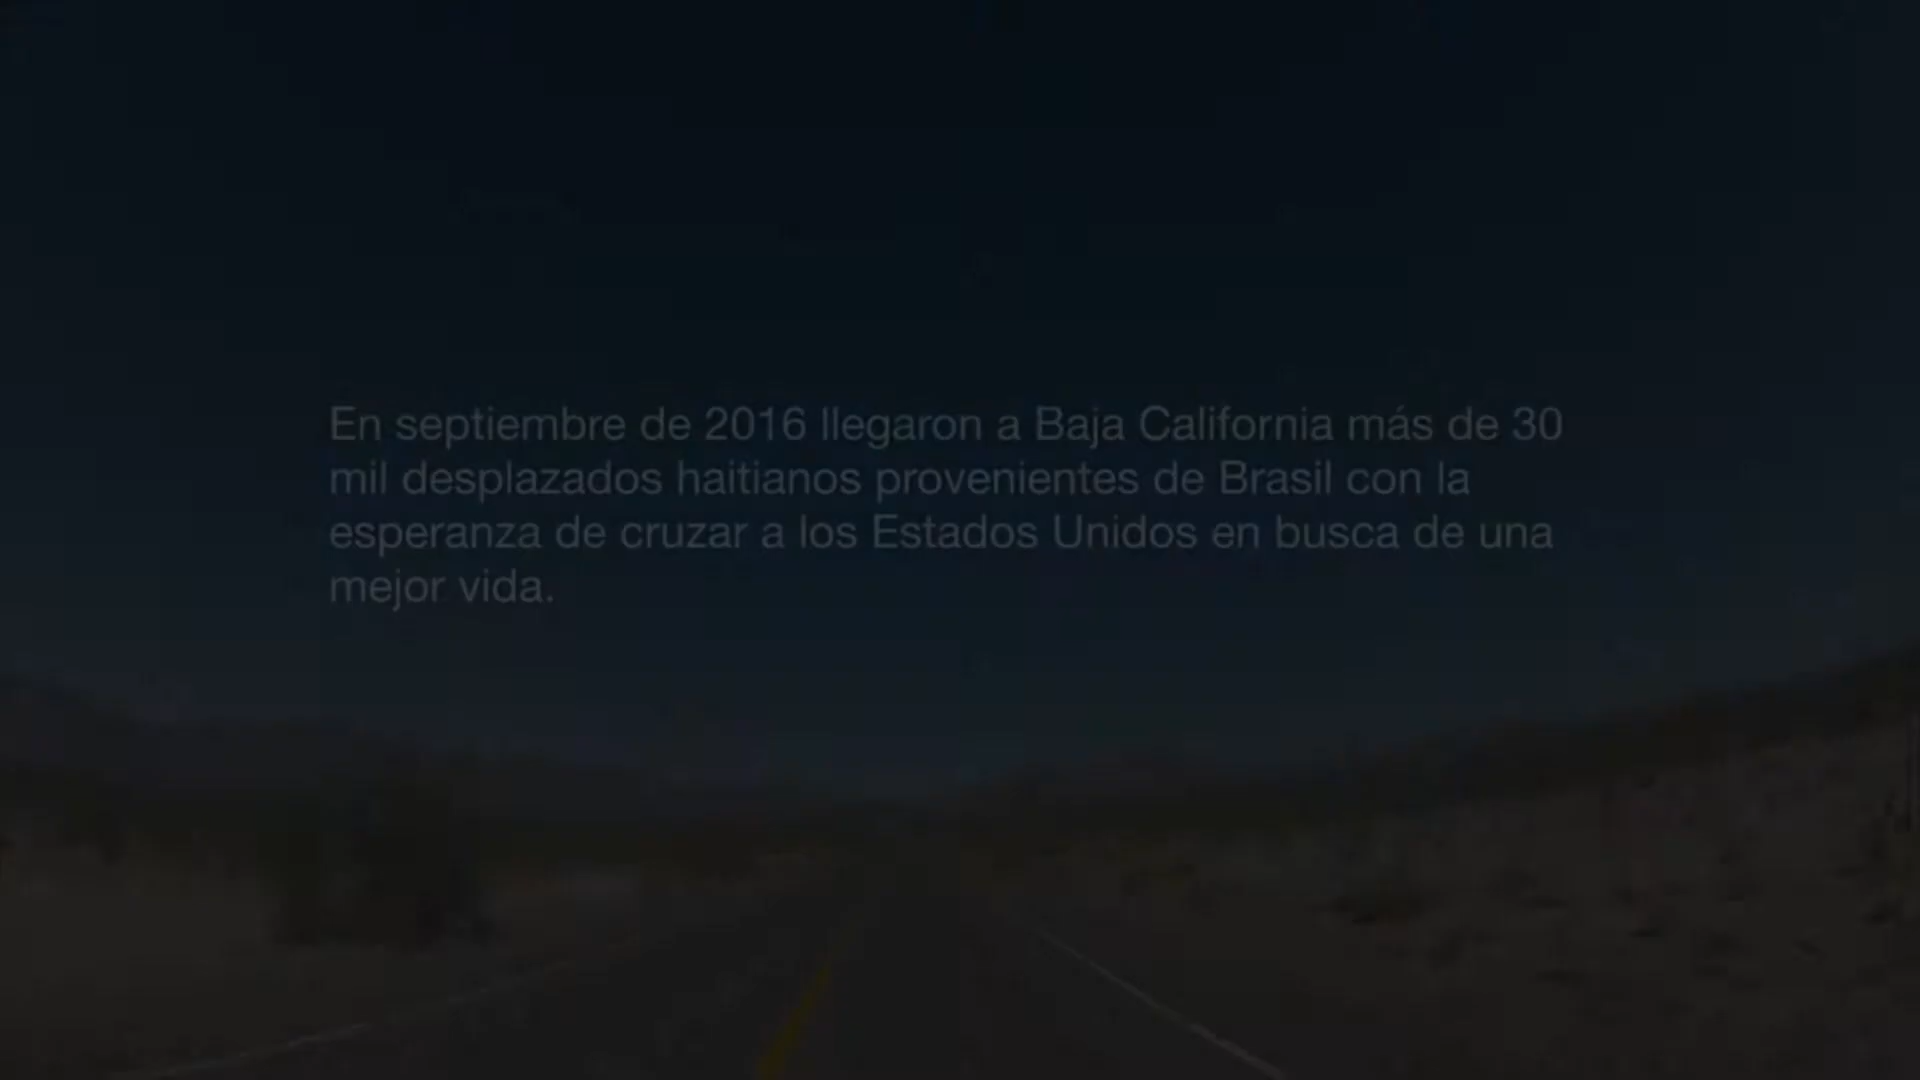 En septiembre de 2016 llegaron a Baja California más de 30
mil desplazados haitianos provenientes de Brasil con la
esperanza de cruzar a los Estados Unidos en busca de una
mejor vida.